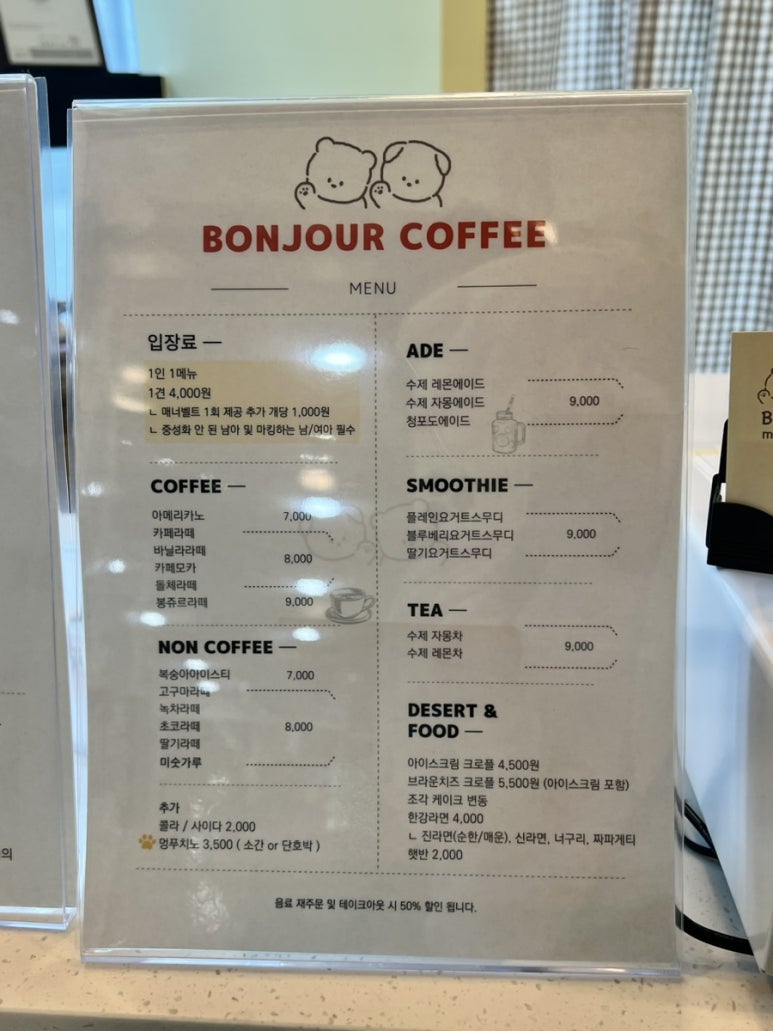 BONJOUR COFFEE
MENU
입장료 —
1인 1메뉴
1견 4,000원
ㄴ 매너벨트 1회 제공 추가 개당 1,000원
ㄴ 중성화 안 된 남아 및 마킹하는 남/여아 필수
COFFEE —
아메리카노 7,000
카페라떼
바닐라라떼
카페모카 8,000
돌체라떼
봉쥬르라떼 9,000
NON COFFEE —
복숭아아이스티 7,000
고구마라떼
녹차라떼
초코라떼 8,000
딸기라떼
미숫가루
추가
콜라 / 사이다 2,000
멍푸치노 3,500 ( 소간 or 단호박 )
ADE —
수제 레몬에이드
수제 자몽에이드 9,000
청포도에이드
SMOOTHIE —
플레인요거트스무디
블루베리요거트스무디 9,000
딸기요거트스무디
TEA —
수제 자몽차
수제 레몬차 9,000
DESERT &
FOOD —
아이스크림 크로플 4,500원
브라운치즈 크로플 5,500원 (아이스크림 포함)
조각 케이크 변동
한강라면 4,000
ㄴ 진라면(순한/매운), 신라면, 너구리, 짜파게티
햇반 2,000
음료 재주문 및 테이크아웃 시 50% 할인 됩니다.
의